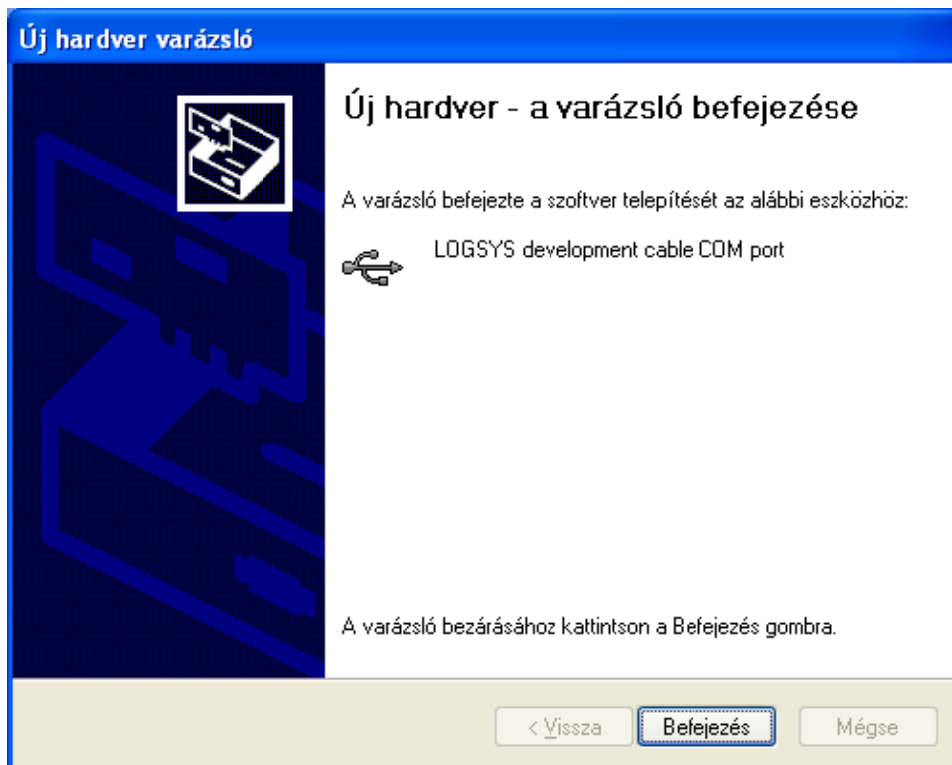 Új hardver varázsló
Új hardver - a varázsló befejezése
A varázsló befejezte a szoftver telepítését az alábbi eszközhöz:
LOGSYS development cable COM port
A varázsló bezárásához kattintson a Befejezés gombra.
< Vissza Befejezés Mégse